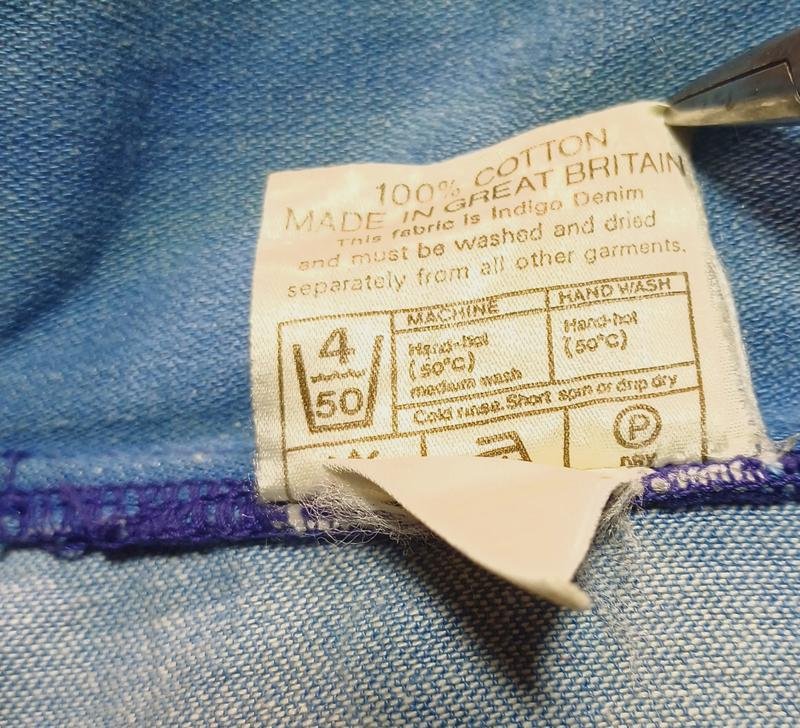 100% COTTON
MADE IN GREAT BRITAIN
This fabric is Indigo Denim
and must be washed and dried
separately from all other garments.
MACHINE
HAND WASH
4
50
Hand-hot
(50°C)
medium wash
Hand-hot
(50°C)
Cold rinse. Short spin or drip dry
P
DRY